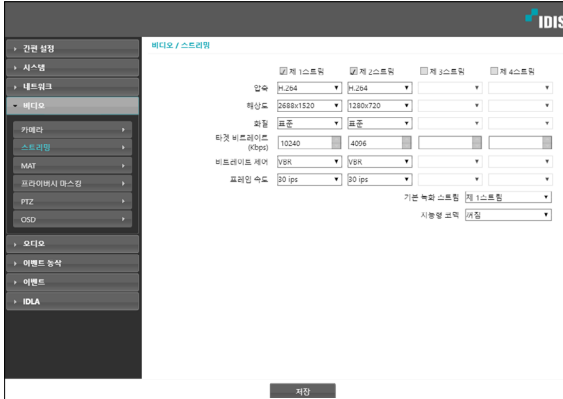 IDIS
간편 설정
시스템
네트워크
비디오
카메라
스트리밍
MAT
프라이버시 마스킹
PTZ
OSD
오디오
이벤트 동작
이벤트
IDLA
비디오 / 스트리밍
제 1스트림 제 2스트림 제 3스트림 제 4스트림
압축 H.264 H.264
해상도 2688x1520 1280x720
화질 표준 표준
타겟 비트레이트
(Kbps) 10240 4096
비트레이트 제어 VBR VBR
프레임 속도 30 ips 30 ips
기본 녹화 스트림 제 1스트림
지능형 코덱 꺼짐
저장